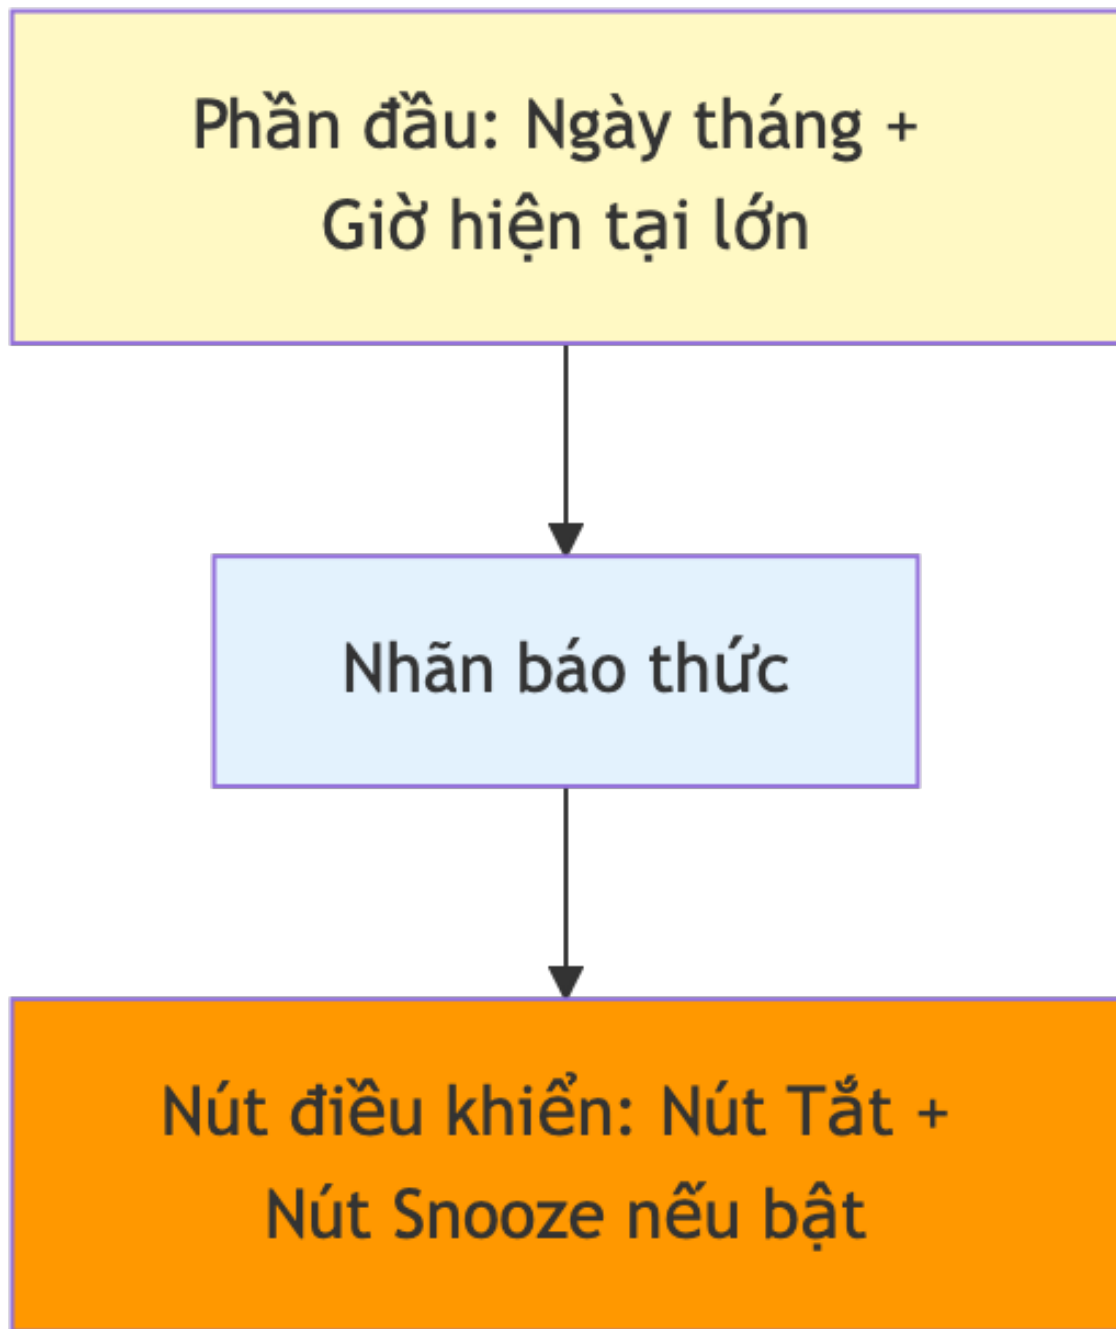 Phần đầu: Ngày tháng +
Giờ hiện tại lớn
Nhãn báo thức
Nút điều khiển: Nút Tắt +
Nút Snooze nếu bật